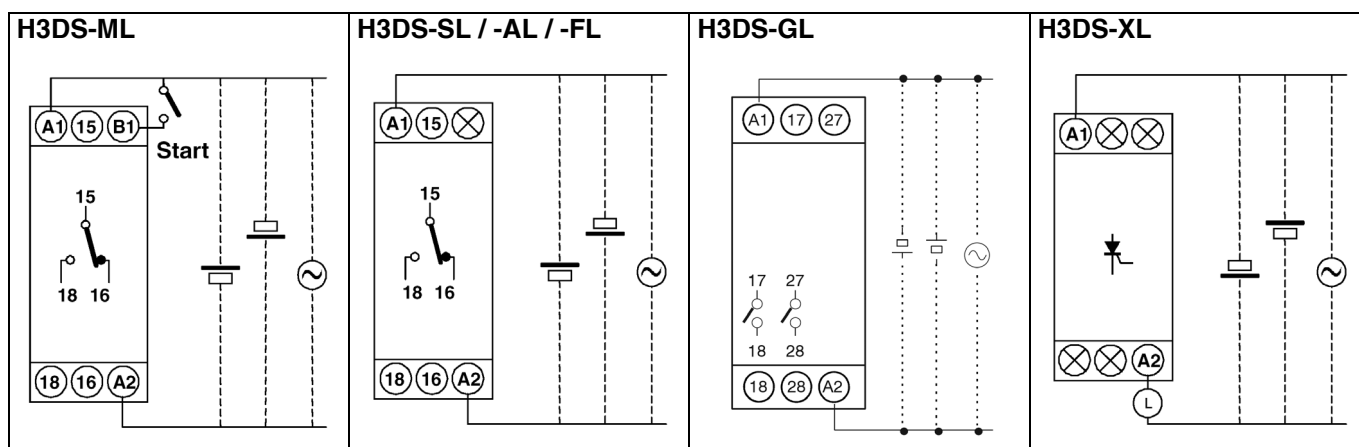 H3DS-ML
A1 15 B1
Start
15
18 16
18 16 A2
H3DS-SL / -AL / -FL
A1 15
15
18 16
18 16 A2
H3DS-GL
A1 17 27
17 27
18 28
18 28 A2
H3DS-XL
A1
A2
L